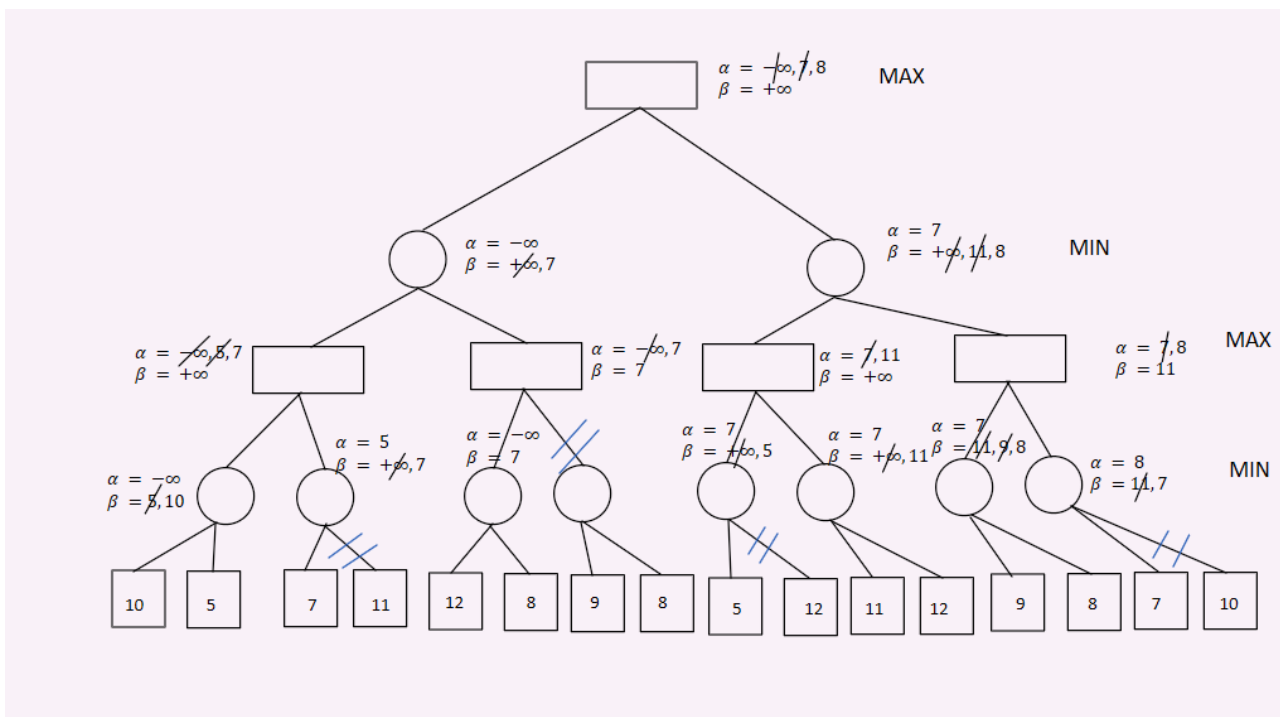 α = -∞,7,8
β = +∞
MAX
α = -∞
β = +∞,7
α = 7
β = +∞,11,8
MIN
α = -∞,5,7
β = +∞
α = -∞,7
β = 7
α = 7,11
β = +∞
α = 7,8
β = 11
MAX
α = -∞
β = 5,10
α = 5
β = +∞,7
α = -∞
β = 7
α = 7
β = +∞,5
α = 7
β = +∞,11
α = 7
β = 11,9,8
α = 8
β = 11,7
MIN
10 5 7 11 12 8 9 8 5 12 11 12 9 8 7 10